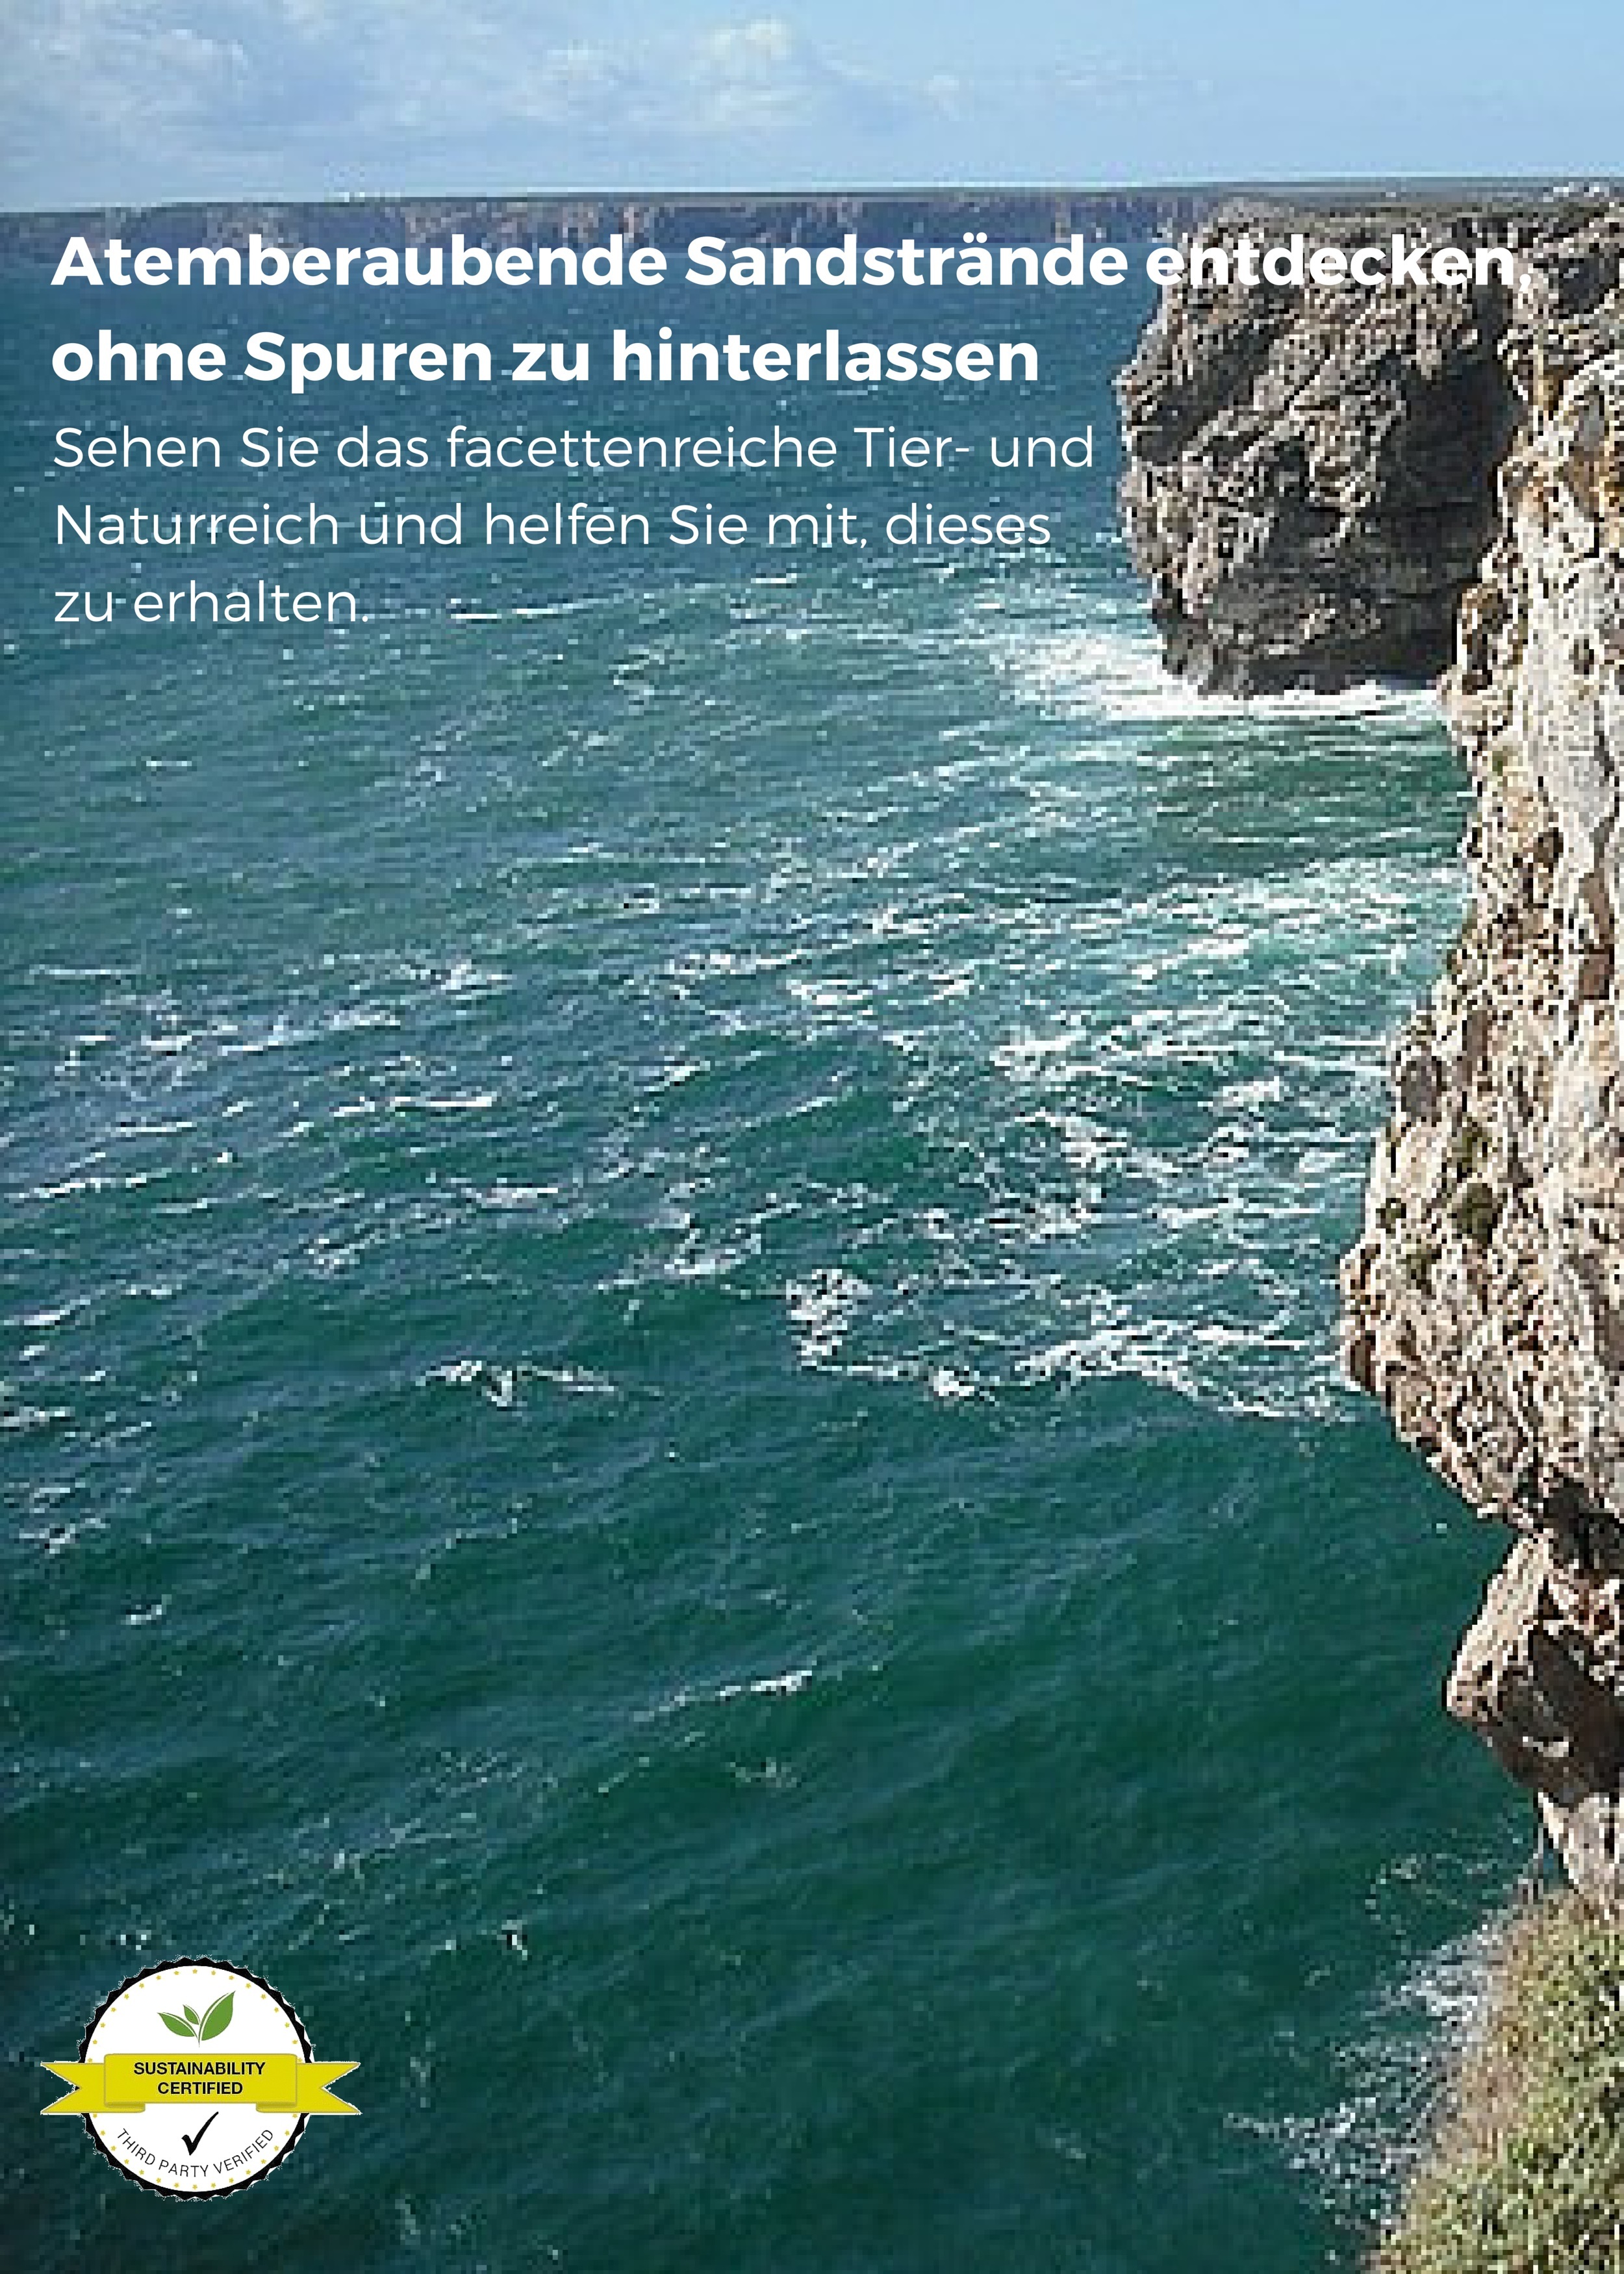 Atemberaubende Sandstrände entdecken,
ohne Spuren zu hinterlassen
Sehen Sie das facettenreiche Tier- und
Naturreich und helfen Sie mit, dieses
zu erhalten.
SUSTAINABILITY
CERTIFIED
THIRD PARTY VERIFIED